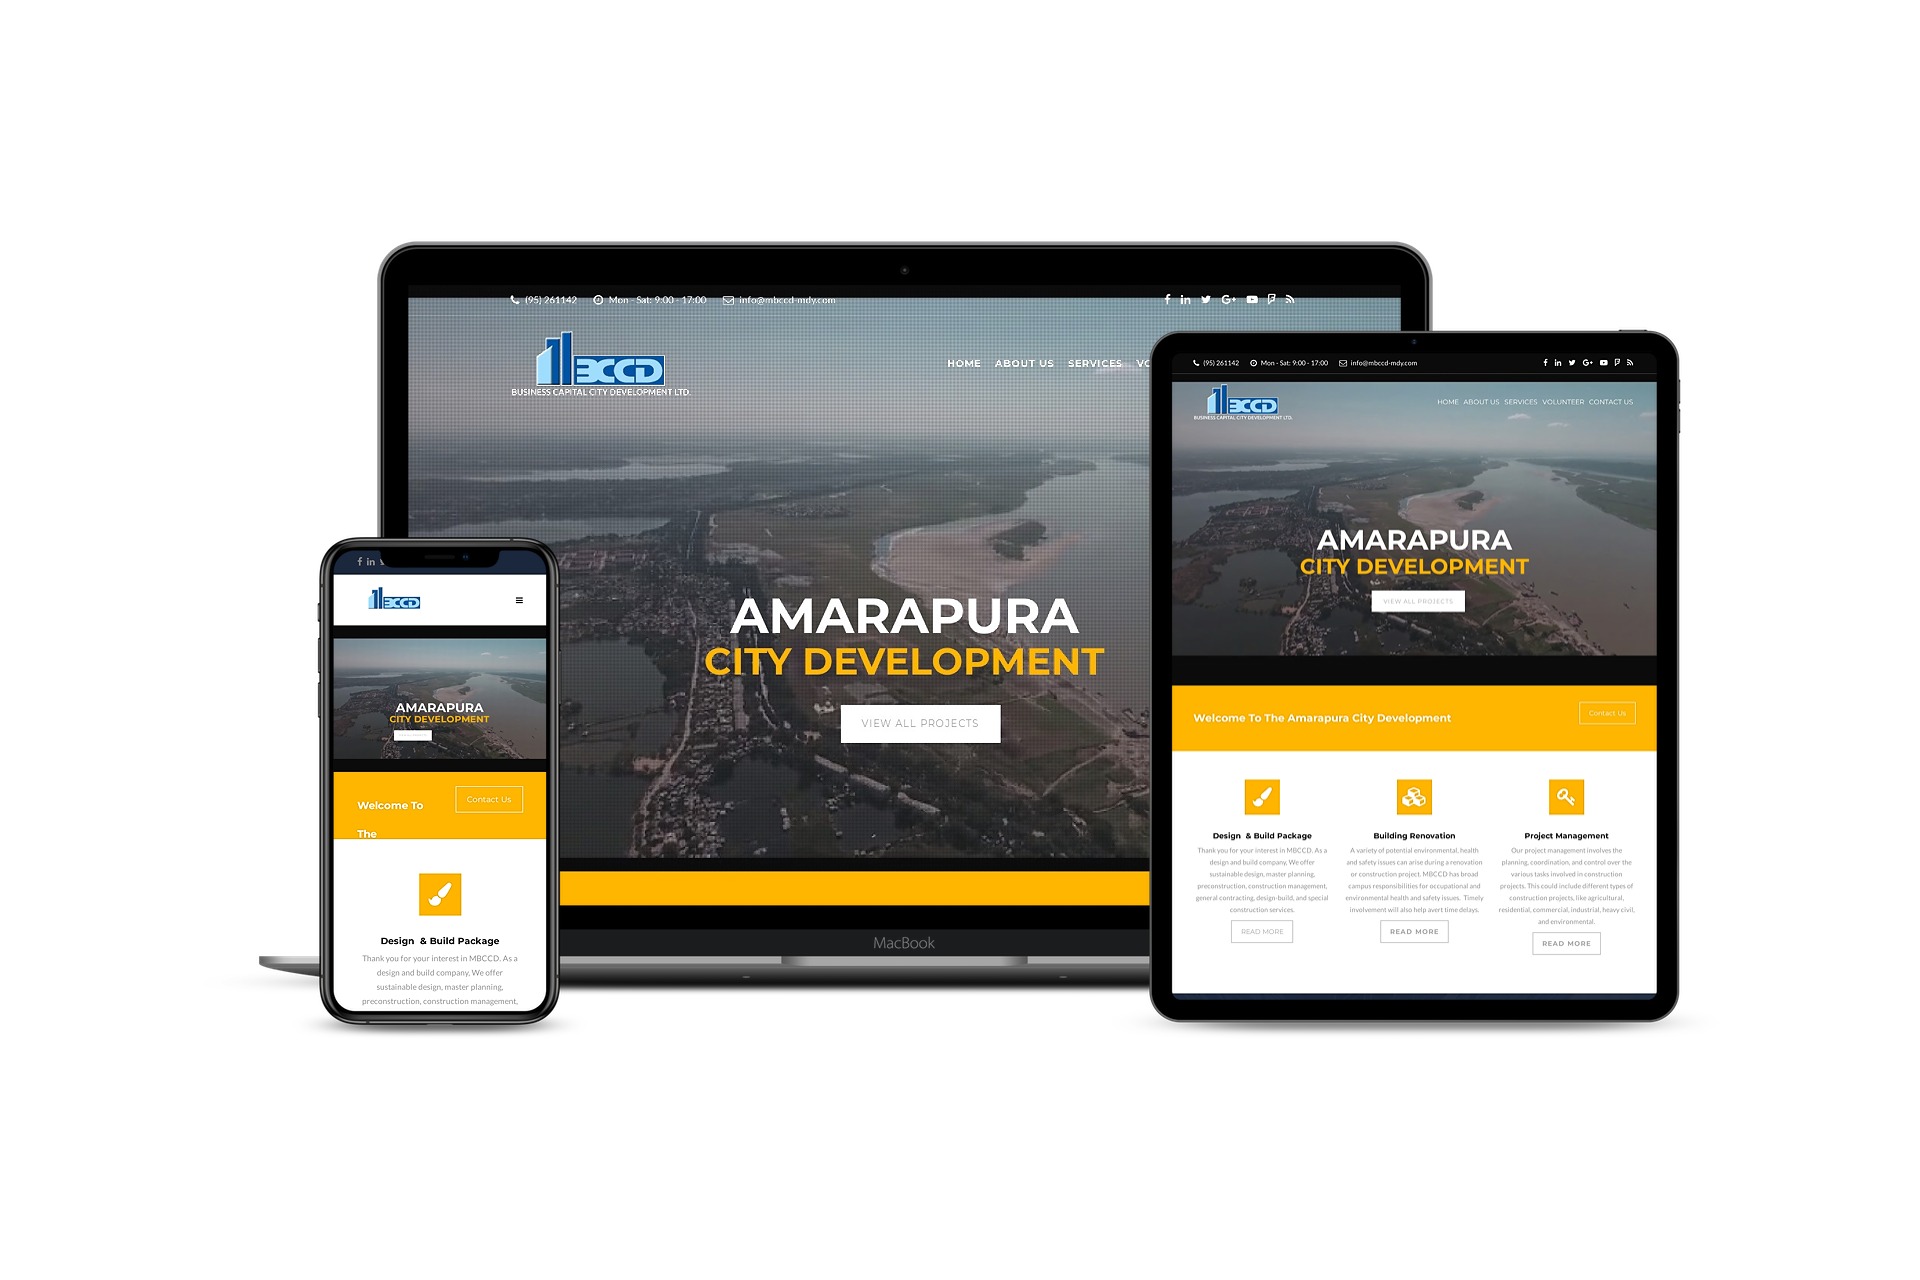 (95) 261142 Mon - Sat: 9:00 - 17:00 info@mbccd-mdy.com
BCCD
BUSINESS CAPITAL CITY DEVELOPMENT LTD.
HOME ABOUT US SERVICES
AMARAPURA
CITY DEVELOPMENT
VIEW ALL PROJECTS
MacBook
BCCD
AMARAPURA
CITY DEVELOPMENT
Welcome To
The
Contact Us
Design & Build Package
Thank you for your interest in MBCCD. As a
design and build company, We offer
sustainable design, master planning,
preconstruction, construction management,
(95) 261142 Mon - Sat: 9:00 - 17:00 info@mbccd-mdy.com
BCCD
BUSINESS CAPITAL CITY DEVELOPMENT LTD.
HOME ABOUT US SERVICES VOLUNTEER CONTACT US
AMARAPURA
CITY DEVELOPMENT
VIEW ALL PROJECTS
Welcome To The Amarapura City Development
Contact Us
Design & Build Package
Thank you for your interest in MBCCD. As a
design and build company, We offer
sustainable design, master planning,
preconstruction, construction management,
general contracting, design-build, and special
construction services.
READ MORE
Building Renovation
A variety of potential environmental, health
and safety issues can arise during a renovation
or construction project. MBCCD has broad
campus responsibilities for occupational and
environmental health and safety issues. Timely
involvement will also help avert time delays.
READ MORE
Project Management
Our project management involves the
planning, coordination, and control over the
various tasks involved in construction
projects. This could include different types of
construction projects, like agricultural,
residential, commercial, industrial, heavy civil,
and environmental.
READ MORE